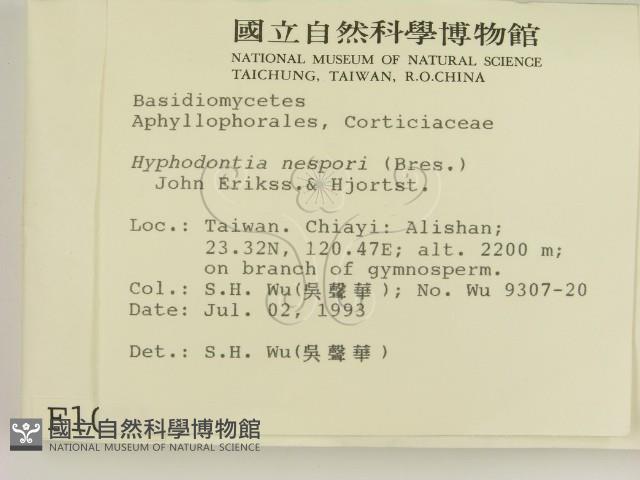 國立自然科學博物館
NATIONAL MUSEUM OF NATURAL SCIENCE
TAICHUNG, TAIWAN, R.O.CHINA
Basidiomycetes
Aphyllophorales, Corticiaceae
Hyphodontia nespori (Bres.)
John Erikss.& Hjortst.
Loc.: Taiwan. Chiayi: Alishan;
23.32N, 120.47E; alt. 2200 m;
on branch of gymnosperm.
Col.: S.H. Wu(吳聲華); No. Wu 9307-20
Date: Jul. 02, 1993
Det.: S.H. Wu(吳聲華)
國立自然科學博物館
NATIONAL MUSEUM OF NATURAL SCIENCE